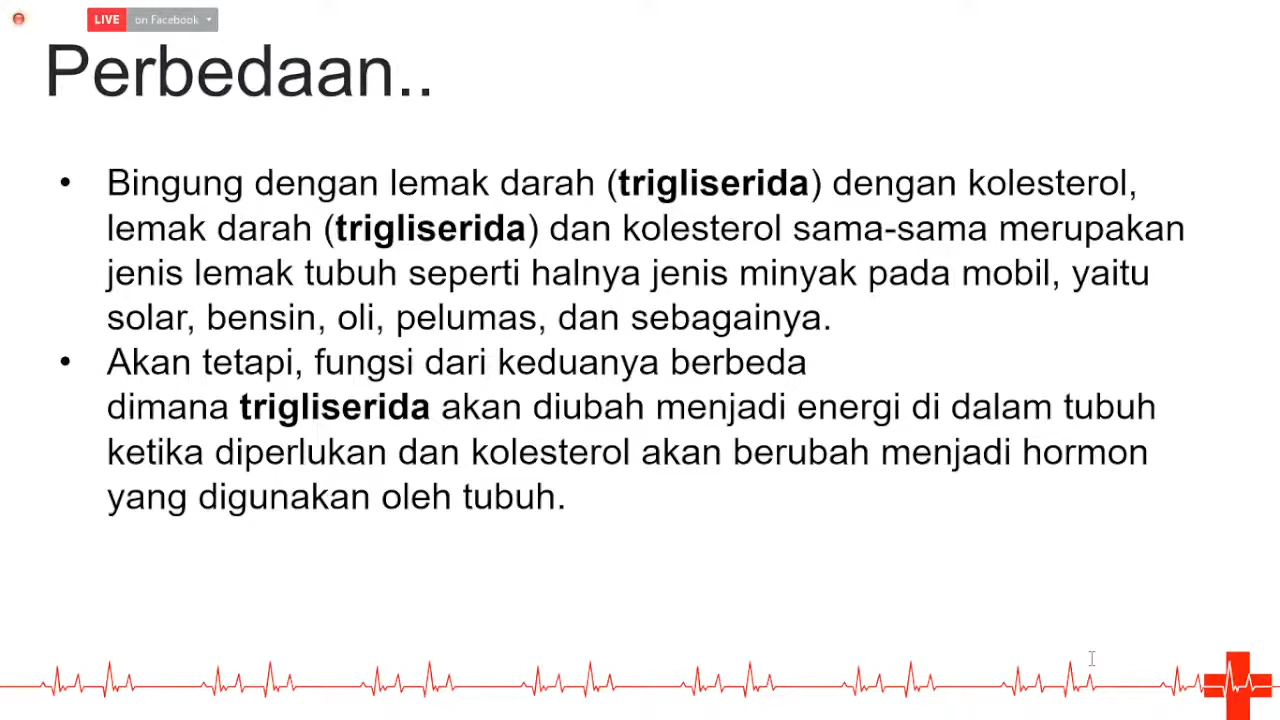 LIVE on Facebook
Perbedaan..
• Bingung dengan lemak darah (trigliserida) dengan kolesterol,
lemak darah (trigliserida) dan kolesterol sama-sama merupakan
jenis lemak tubuh seperti halnya jenis minyak pada mobil, yaitu
solar, bensin, oli, pelumas, dan sebagainya.
• Akan tetapi, fungsi dari keduanya berbeda
dimana trigliserida akan diubah menjadi energi di dalam tubuh
ketika diperlukan dan kolesterol akan berubah menjadi hormon
yang digunakan oleh tubuh.